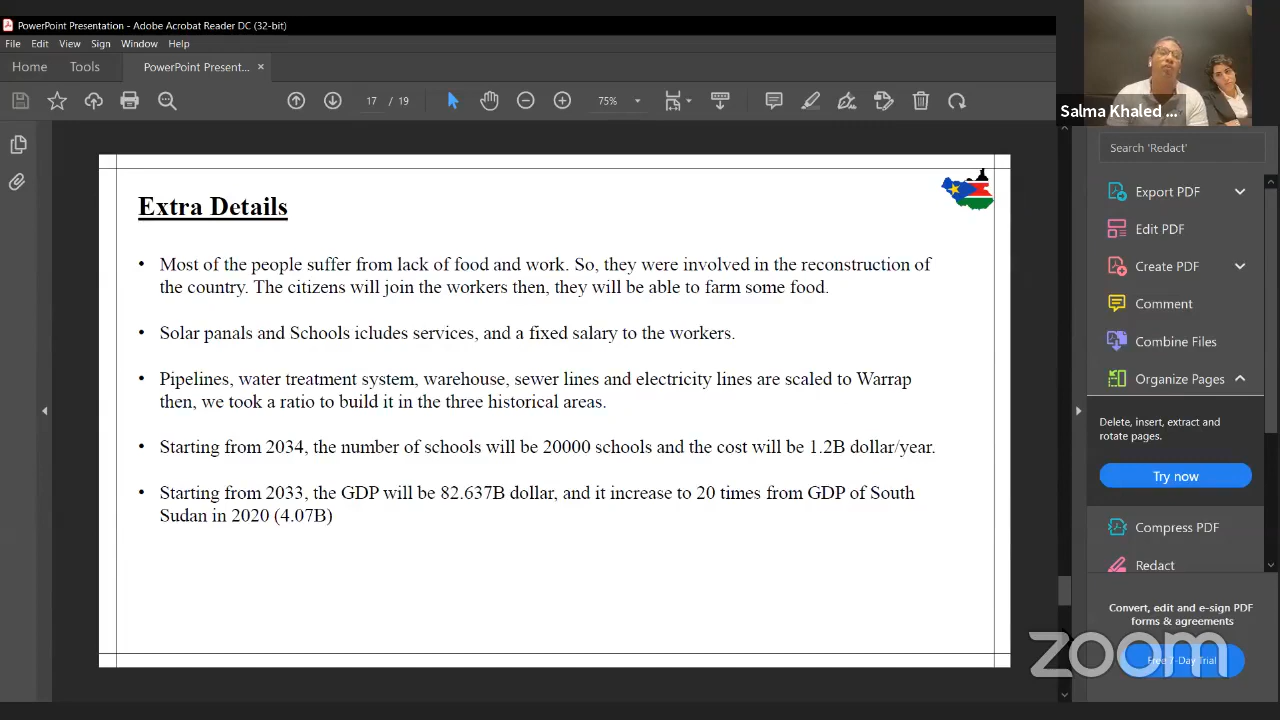 PowerPoint Presentation - Adobe Acrobat Reader DC (32-bit)
File Edit View Sign Window Help
Home Tools PowerPoint Present... ×
17 / 19 75%
Salma Khaled ...
Search 'Redact'
Export PDF
Edit PDF
Create PDF
Comment
Combine Files
Organize Pages
Delete, insert, extract and
rotate pages.
Try now
Compress PDF
Redact
Convert, edit and e-sign PDF
forms & agreements
Free 7-Day Trial
zoom
Extra Details
• Most of the people suffer from lack of food and work. So, they were involved in the reconstruction of
the country. The citizens will join the workers then, they will be able to farm some food.
• Solar panals and Schools icludes services, and a fixed salary to the workers.
• Pipelines, water treatment system, warehouse, sewer lines and electricity lines are scaled to Warrap
then, we took a ratio to build it in the three historical areas.
• Starting from 2034, the number of schools will be 20000 schools and the cost will be 1.2B dollar/year.
• Starting from 2033, the GDP will be 82.637B dollar, and it increase to 20 times from GDP of South
Sudan in 2020 (4.07B)